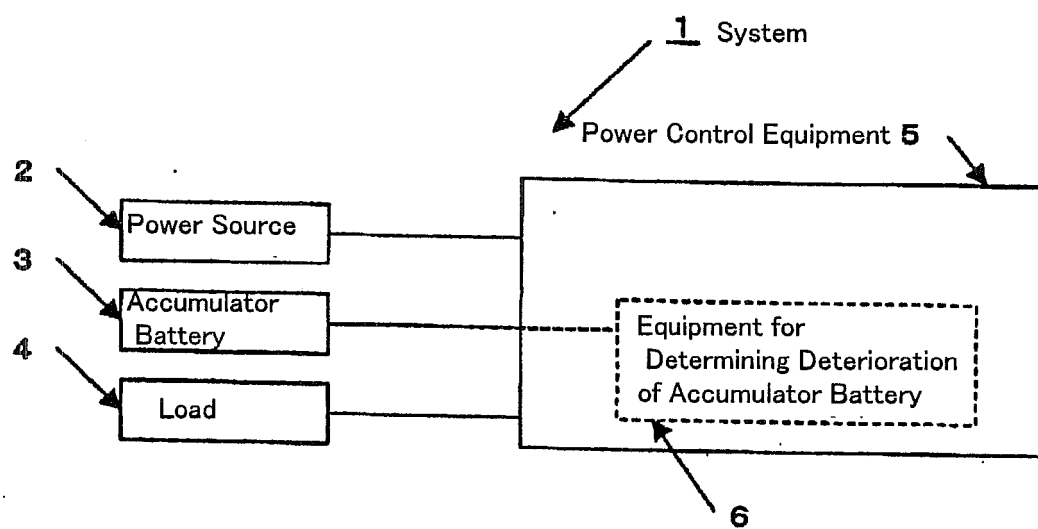 1 System
Power Control Equipment 5
2
Power Source
3
Accumulator
Battery
4
Load
Equipment for
Determining Deterioration
of Accumulator Battery
6